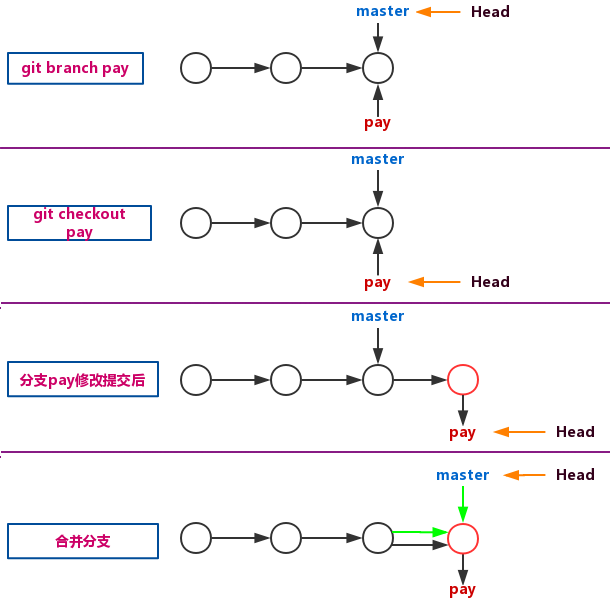 master
Head
git branch pay
pay
master
git checkout
pay
pay
Head
master
分支pay修改提交后
pay
Head
master
Head
合并分支
pay